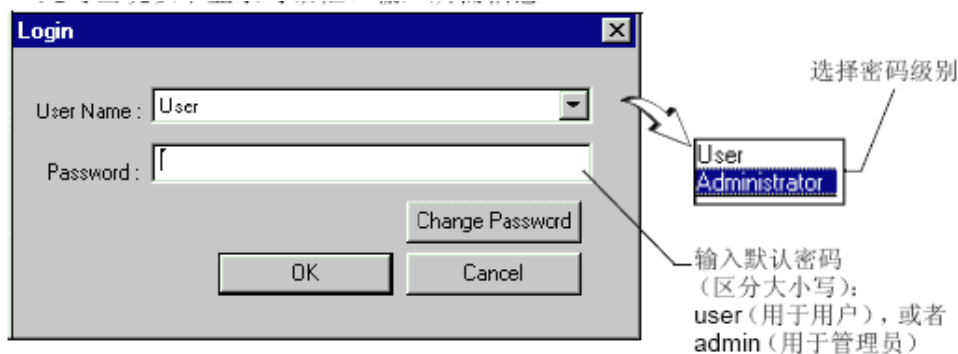 Login
User Name : User
Password :
Change Password
OK Cancel
选择密码级别
User
Administrator
输入默认密码
（区分大小写）：
user（用于用户），或者
admin（用于管理员）